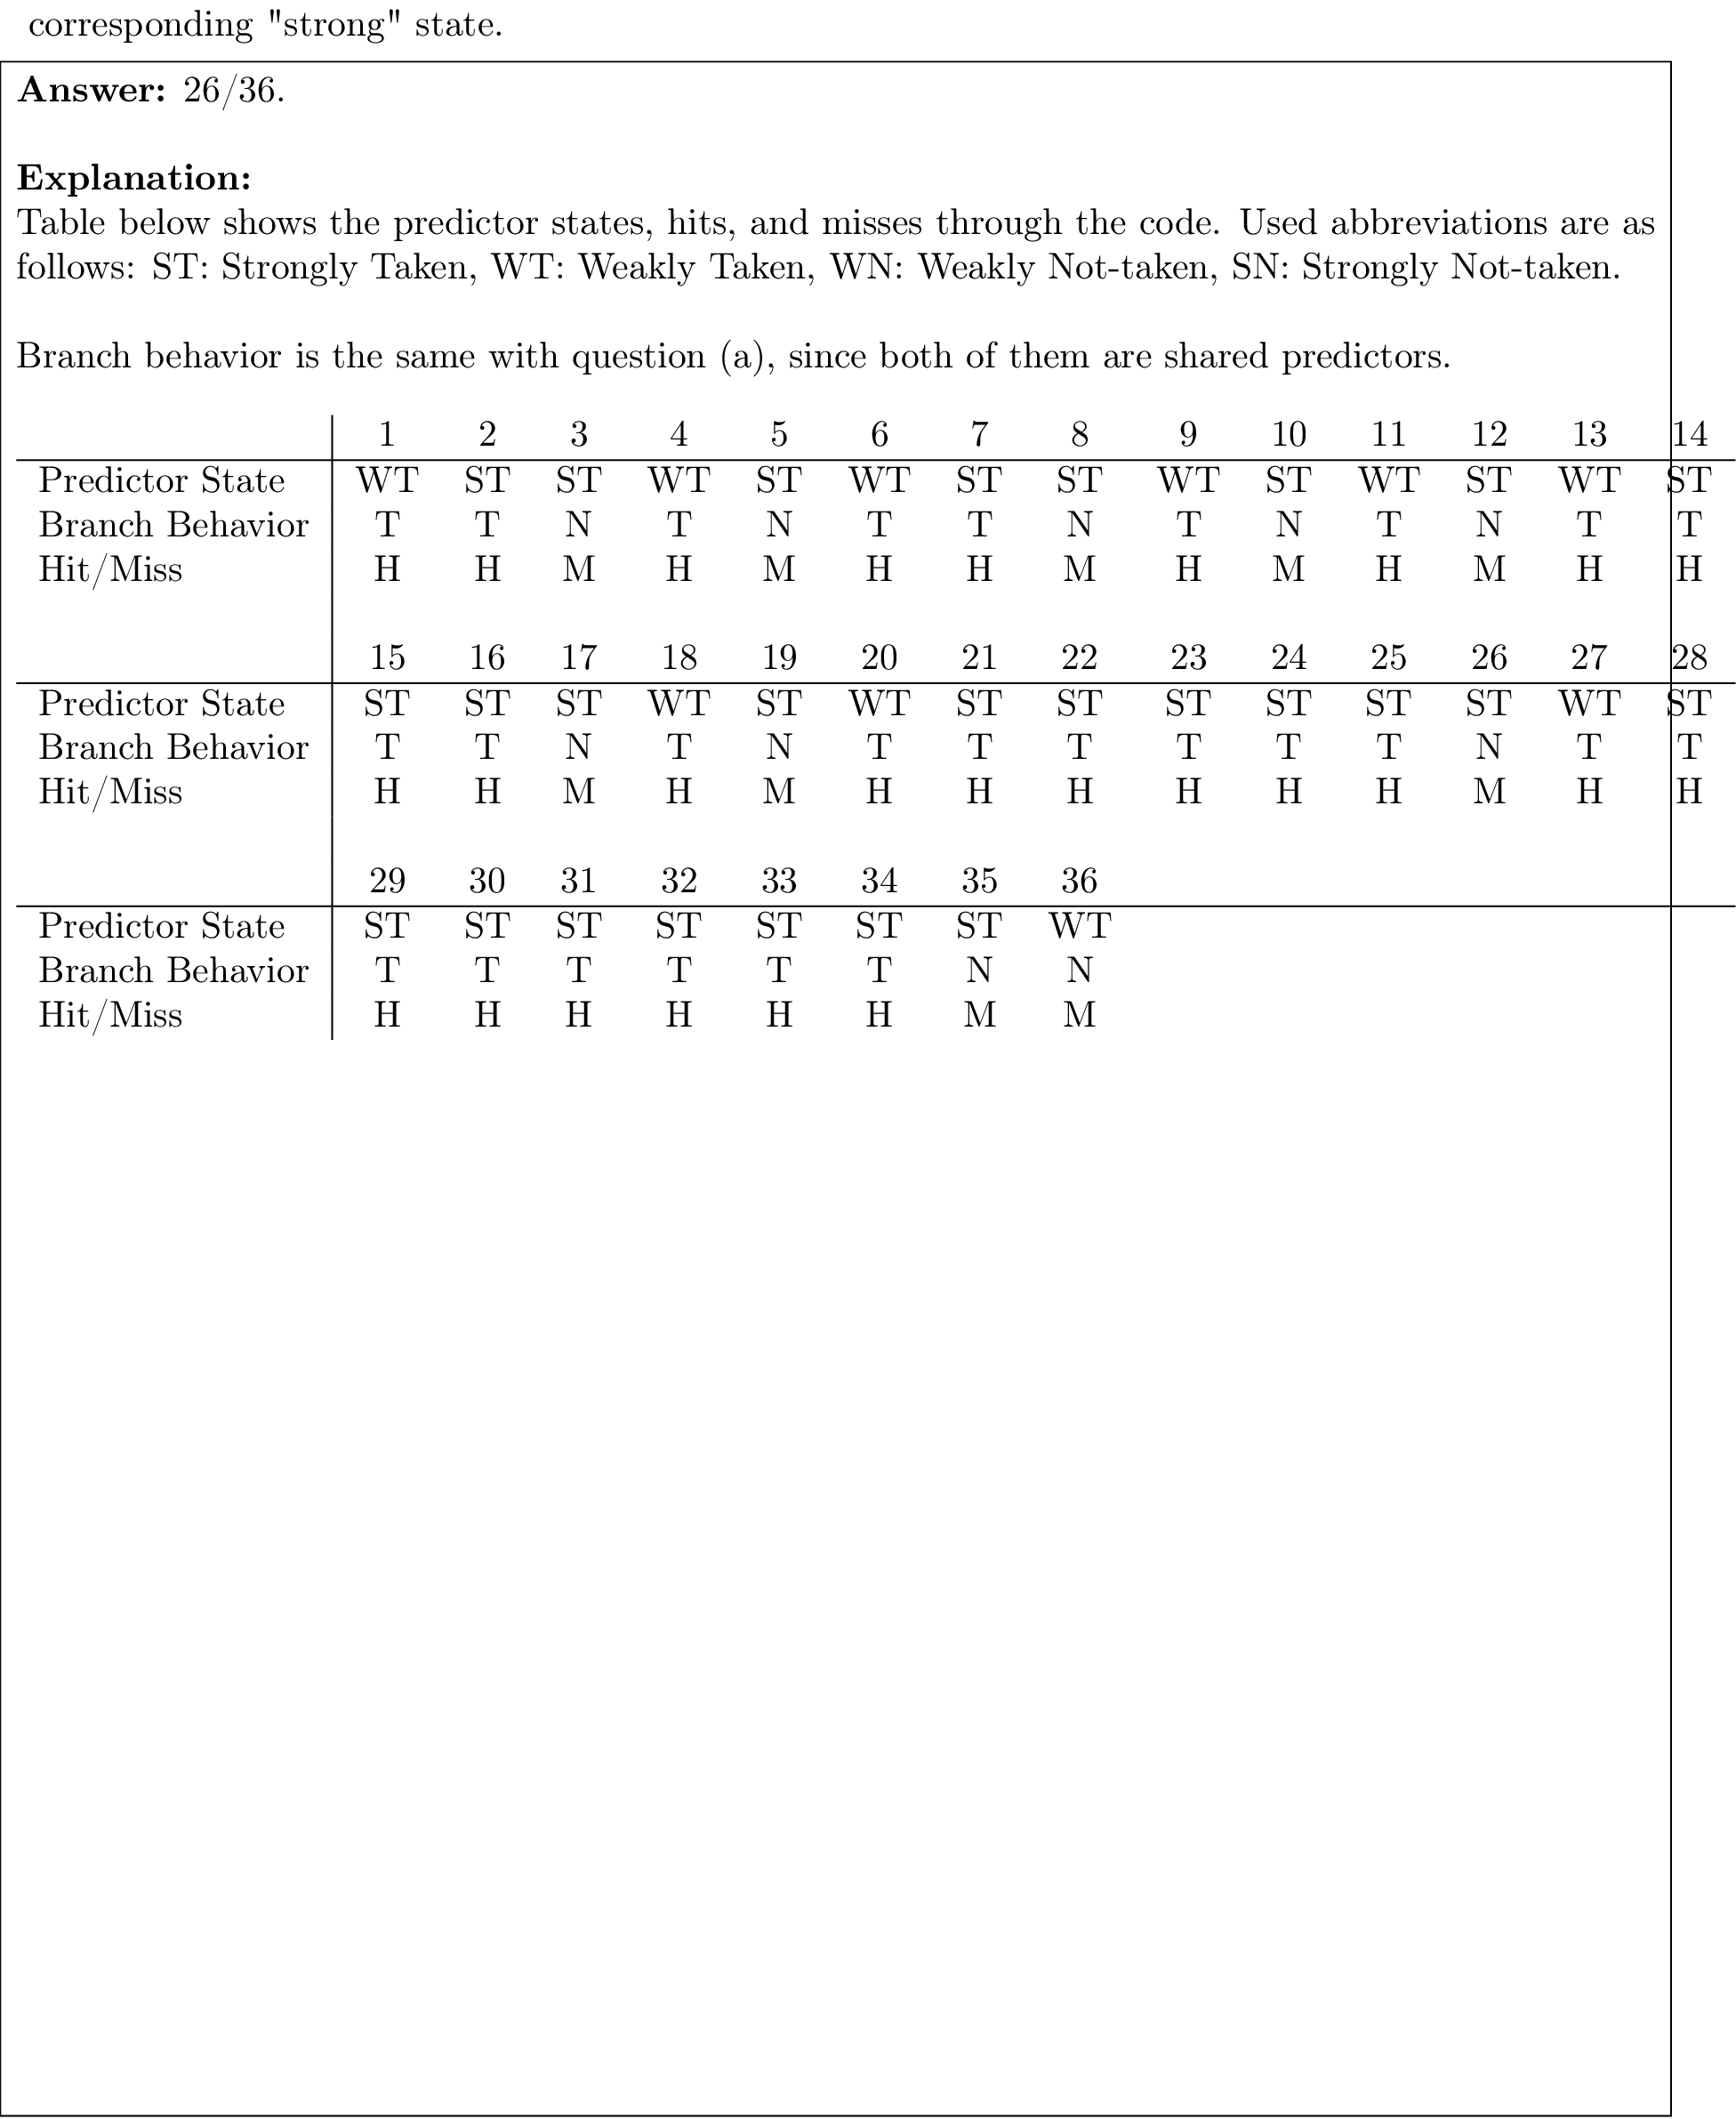 corresponding "strong" state.
Answer: 26/36.
Explanation:
Table below shows the predictor states, hits, and misses through the code. Used abbreviations are as
follows: ST: Strongly Taken, WT: Weakly Taken, WN: Weakly Not-taken, SN: Strongly Not-taken.
Branch behavior is the same with question (a), since both of them are shared predictors.
1 2 3 4 5 6 7 8 9 10 11 12 13 14
Predictor State WT ST ST WT ST WT ST ST WT ST WT ST WT ST
Branch Behavior T T N T N T T N T N T N T T
Hit/Miss H H M H M H H M H M H M H H
15 16 17 18 19 20 21 22 23 24 25 26 27 28
Predictor State ST ST ST WT ST WT ST ST ST ST ST ST WT ST
Branch Behavior T T N T N T T T T T T N T T
Hit/Miss H H M H M H H H H H H M H H
29 30 31 32 33 34 35 36
Predictor State ST ST ST ST ST ST ST WT
Branch Behavior T T T T T T N N
Hit/Miss H H H H H H M M